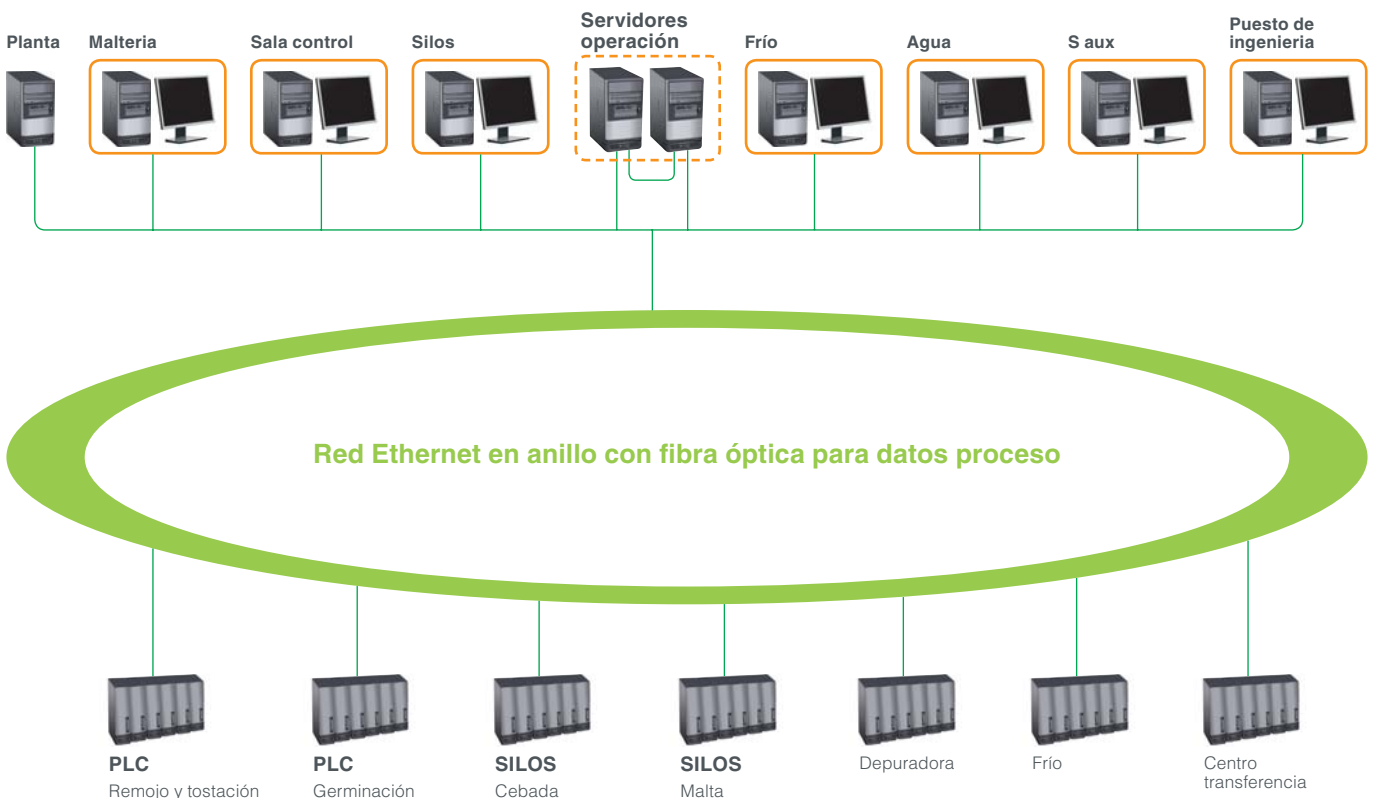 Planta
Malteria
Sala control
Silos
Servidores
operación
Frío
Agua
S aux
Puesto de
ingenieria
Red Ethernet en anillo con fibra óptica para datos proceso
PLC
Remojo y tostación
PLC
Germinación
SILOS
Cebada
SILOS
Malta
Depuradora
Frío
Centro
transferencia